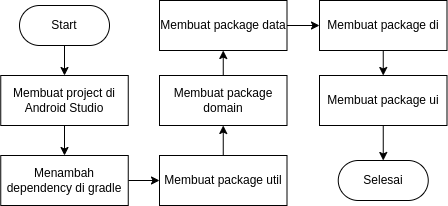 Start
Membuat project di
Android Studio
Menambah
dependency di gradle
Membuat package util
Membuat package
domain
Membuat package data
Membuat package di
Membuat package ui
Selesai